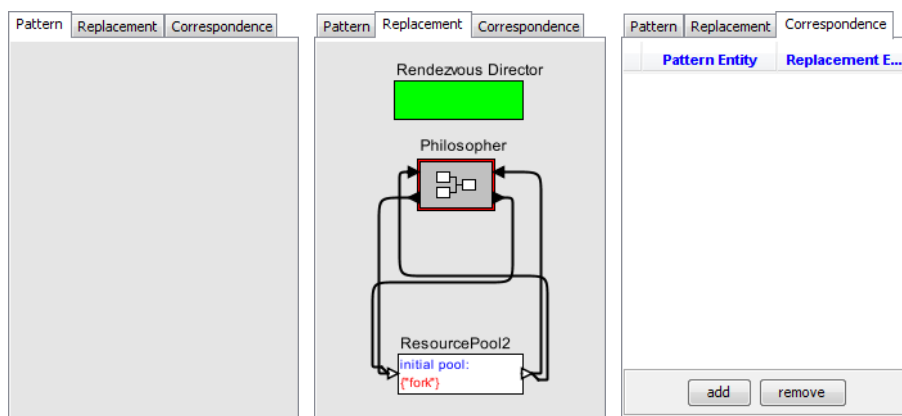 Pattern Replacement Correspondence
Pattern Replacement Correspondence
Rendezvous Director
Philosopher
ResourcePool2
initial pool:
{"fork"}
Pattern Replacement Correspondence
Pattern Entity Replacement E...
add remove